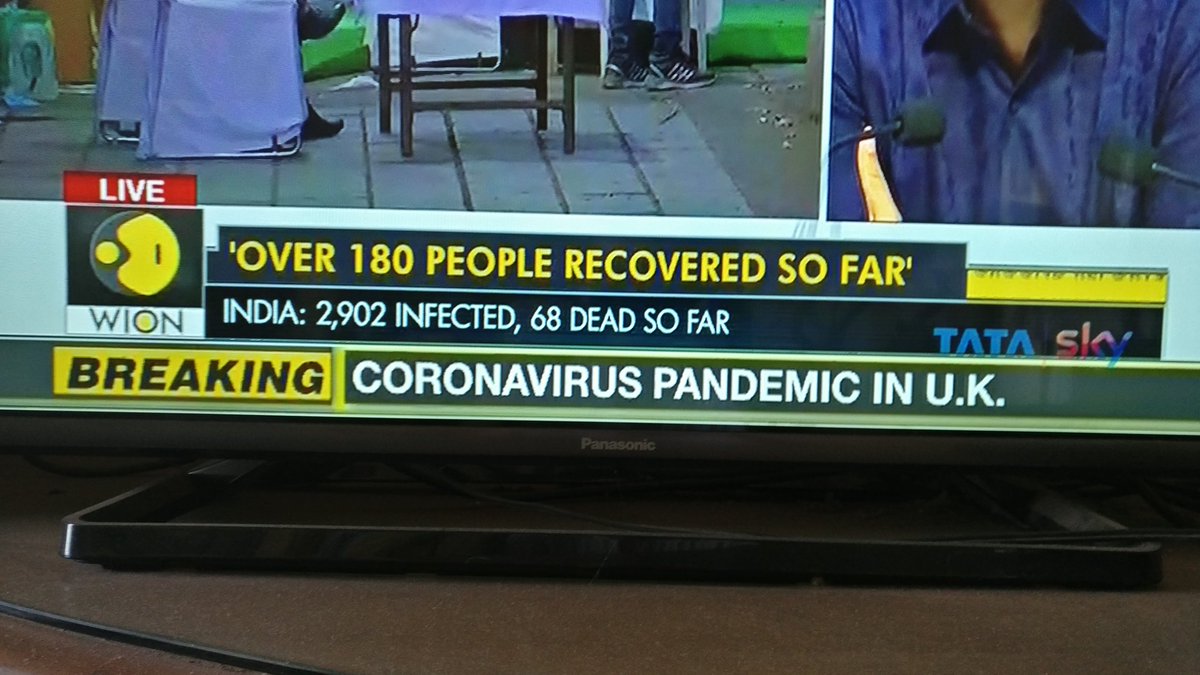 LIVE
'OVER 180 PEOPLE RECOVERED SO FAR'
WION
INDIA: 2,902 INFECTED, 68 DEAD SO FAR
TATA sky
BREAKING CORONAVIRUS PANDEMIC IN U.K.
Panasonic